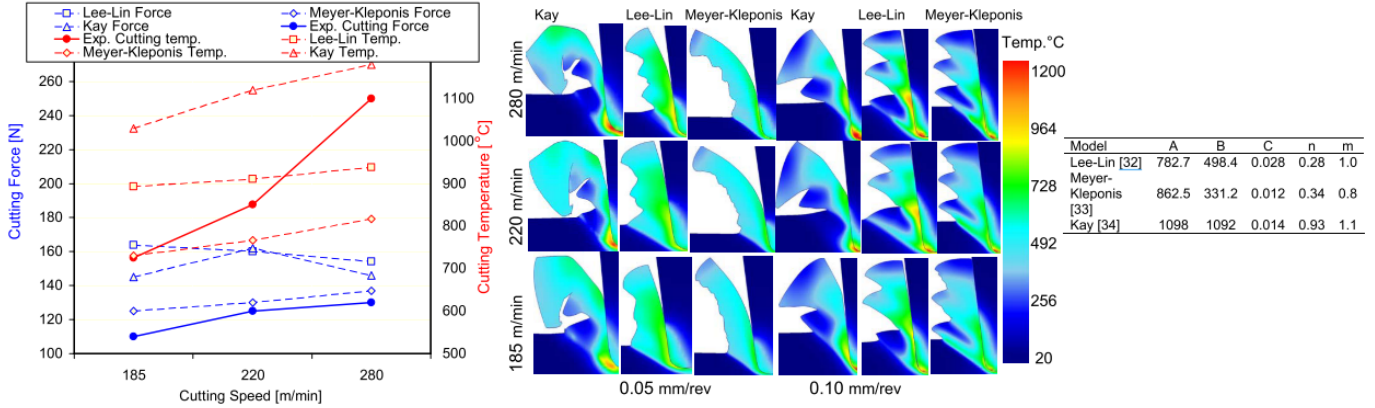 Lee-Lin Force
Meyer-Kleponis Force
Kay Force
Exp. Cutting Force
Exp. Cutting temp.
Lee-Lin Temp.
Meyer-Kleponis Temp.
Kay Temp.
Cutting Force [N]
260
240
220
200
180
160
140
120
100
1100
1000
900
800
700
600
500
Cutting Temperature [°C]
185 220 280
Cutting Speed [m/min]
Kay Lee-Lin Meyer-Kleponis Kay Lee-Lin Meyer-Kleponis
280 m/min
220 m/min
185 m/min
0.05 mm/rev 0.10 mm/rev
Temp.°C
1200
964
728
492
256
20
Model A B C n m
Lee-Lin [32] 782.7 498.4 0.028 0.28 1.0
Meyer-
Kleponis 862.5 331.2 0.012 0.34 0.8
[33]
Kay [34] 1098 1092 0.014 0.93 1.1